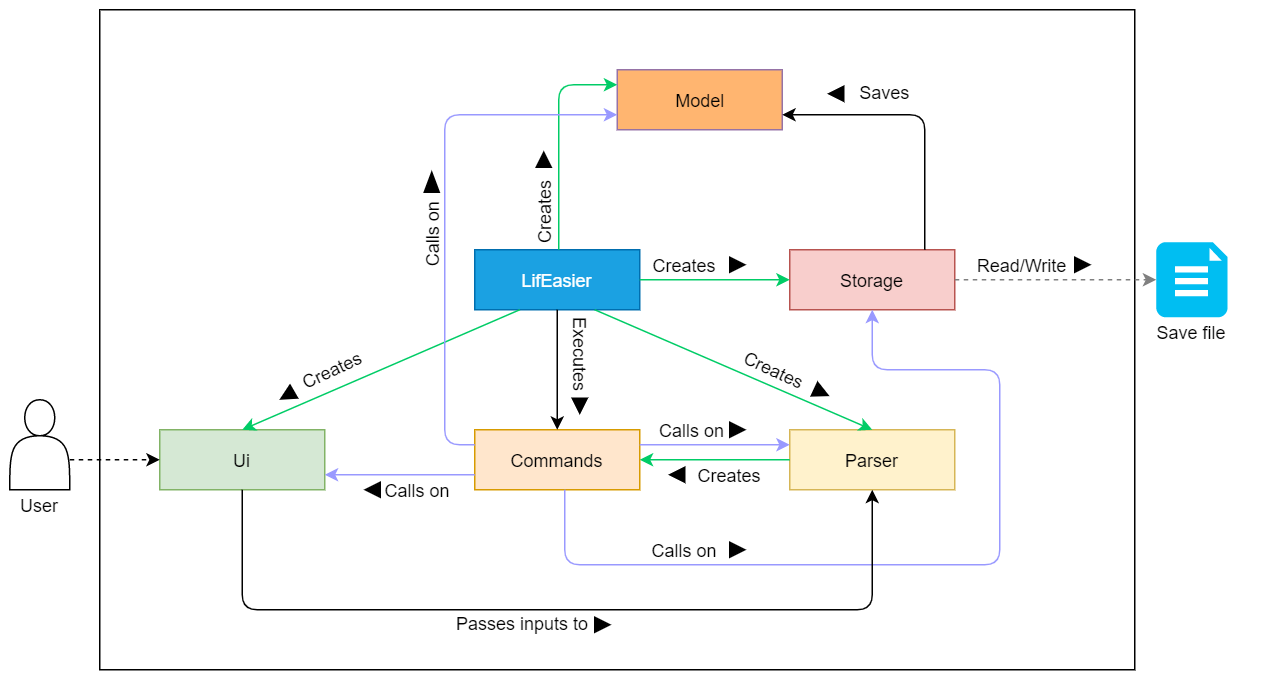 Model
Saves
Calls on
Creates
LifEasier
Creates
Storage
Read/Write
Save file
Creates
Executes
Creates
User
Ui
Calls on
Commands
Calls on
Creates
Parser
Calls on
Passes inputs to